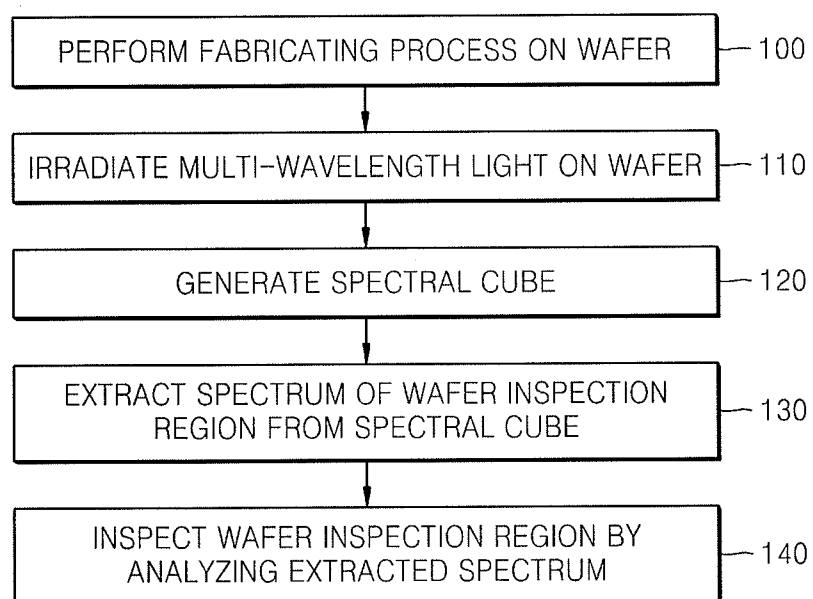 PERFORM FABRICATING PROCESS ON WAFER 100
IRRADIATE MULTI-WAVELENGTH LIGHT ON WAFER 110
GENERATE SPECTRAL CUBE 120
EXTRACT SPECTRUM OF WAFER INSPECTION
REGION FROM SPECTRAL CUBE 130
INSPECT WAFER INSPECTION REGION BY
ANALYZING EXTRACTED SPECTRUM 140